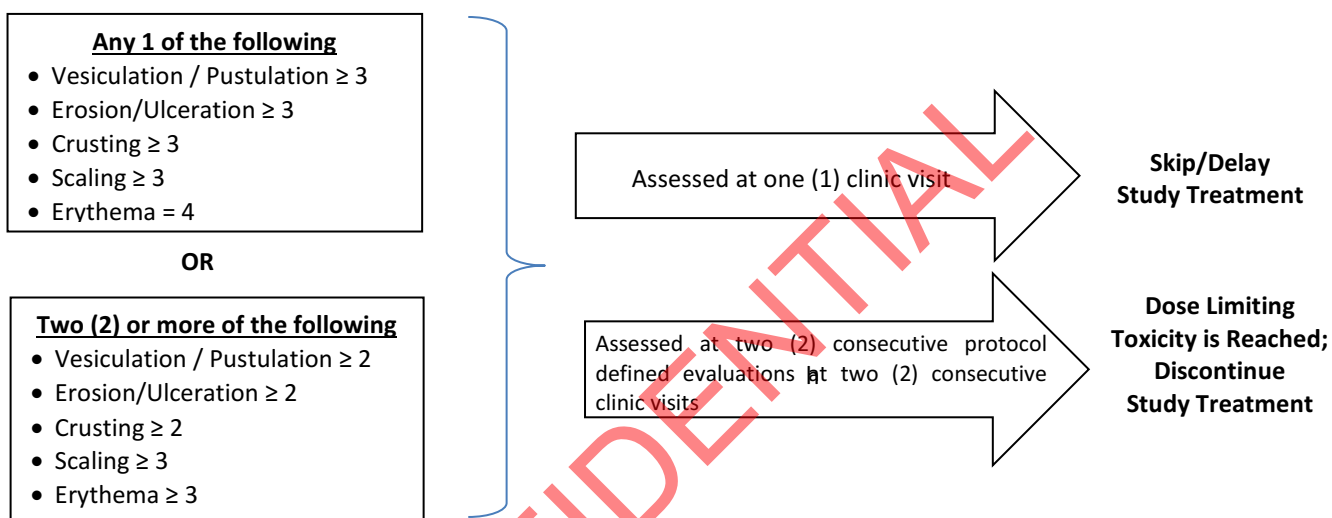 Any 1 of the following
• Vesiculation / Pustulation ≥ 3
• Erosion/Ulceration ≥ 3
• Crusting ≥ 3
• Scaling ≥ 3
• Erythema = 4
OR
Two (2) or more of the following
• Vesiculation / Pustulation ≥ 2
• Erosion/Ulceration ≥ 2
• Crusting ≥ 2
• Scaling ≥ 3
• Erythema ≥ 3
Assessed at one (1) clinic visit
Skip/Delay
Study Treatment
Assessed at two (2) consecutive protocol
defined evaluations at two (2) consecutive
clinic visits
h
Dose Limiting
Toxicity is Reached;
Discontinue
Study Treatment
FIDENTIAL